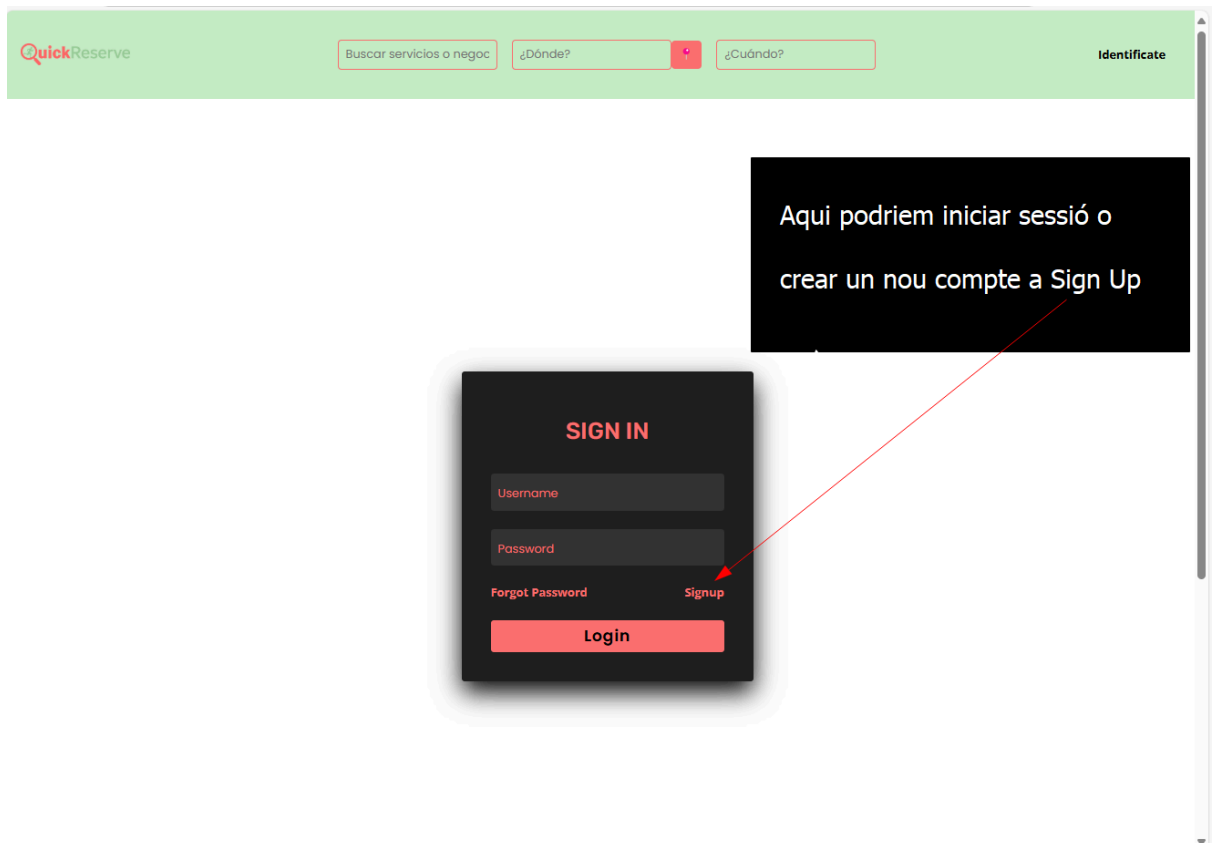 QuickReserve
Buscar servicios o negoc
¿Dónde?
¿Cuándo?
Identificate
Aqui podriem iniciar sessió o
crear un nou compte a Sign Up
SIGN IN
Username
Password
Forgot Password
Signup
Login